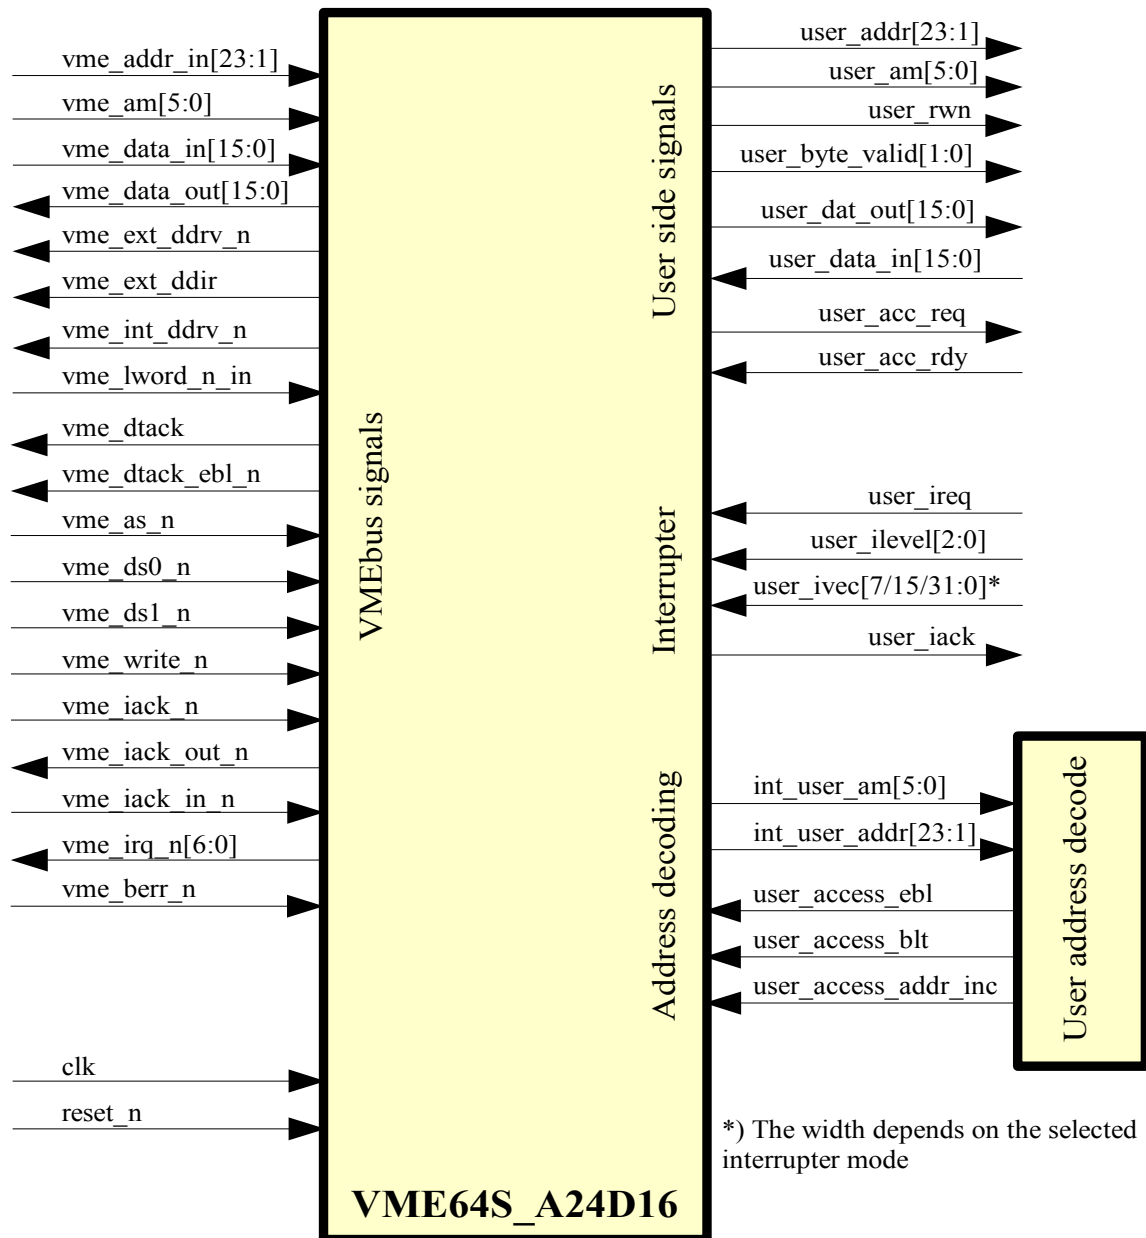 vme_addr_in[23:1]
vme_am[5:0]
vme_data_in[15:0]
vme_data_out[15:0]
vme_ext_ddrv_n
vme_ext_ddir
vme_int_ddrv_n
vme_lword_n_in
vme_dtack
vme_dtack_ebl_n
vme_as_n
vme_ds0_n
vme_ds1_n
vme_write_n
vme_iack_n
vme_iack_out_n
vme_iack_in_n
vme_irq_n[6:0]
vme_berr_n
clk
reset_n
VMEbus signals
User side signals
Interrupter
Address decoding
user_addr[23:1]
user_am[5:0]
user_rwn
user_byte_valid[1:0]
user_dat_out[15:0]
user_data_in[15:0]
user_acc_req
user_acc_rdy
user_ireq
user_ilevel[2:0]
user_ivec[7/15/31:0]*
user_iack
int_user_am[5:0]
int_user_addr[23:1]
user_access_ebl
user_access_blt
user_access_addr_inc
User address decode
*) The width depends on the selected
interrupter mode
VME64S_A24D16